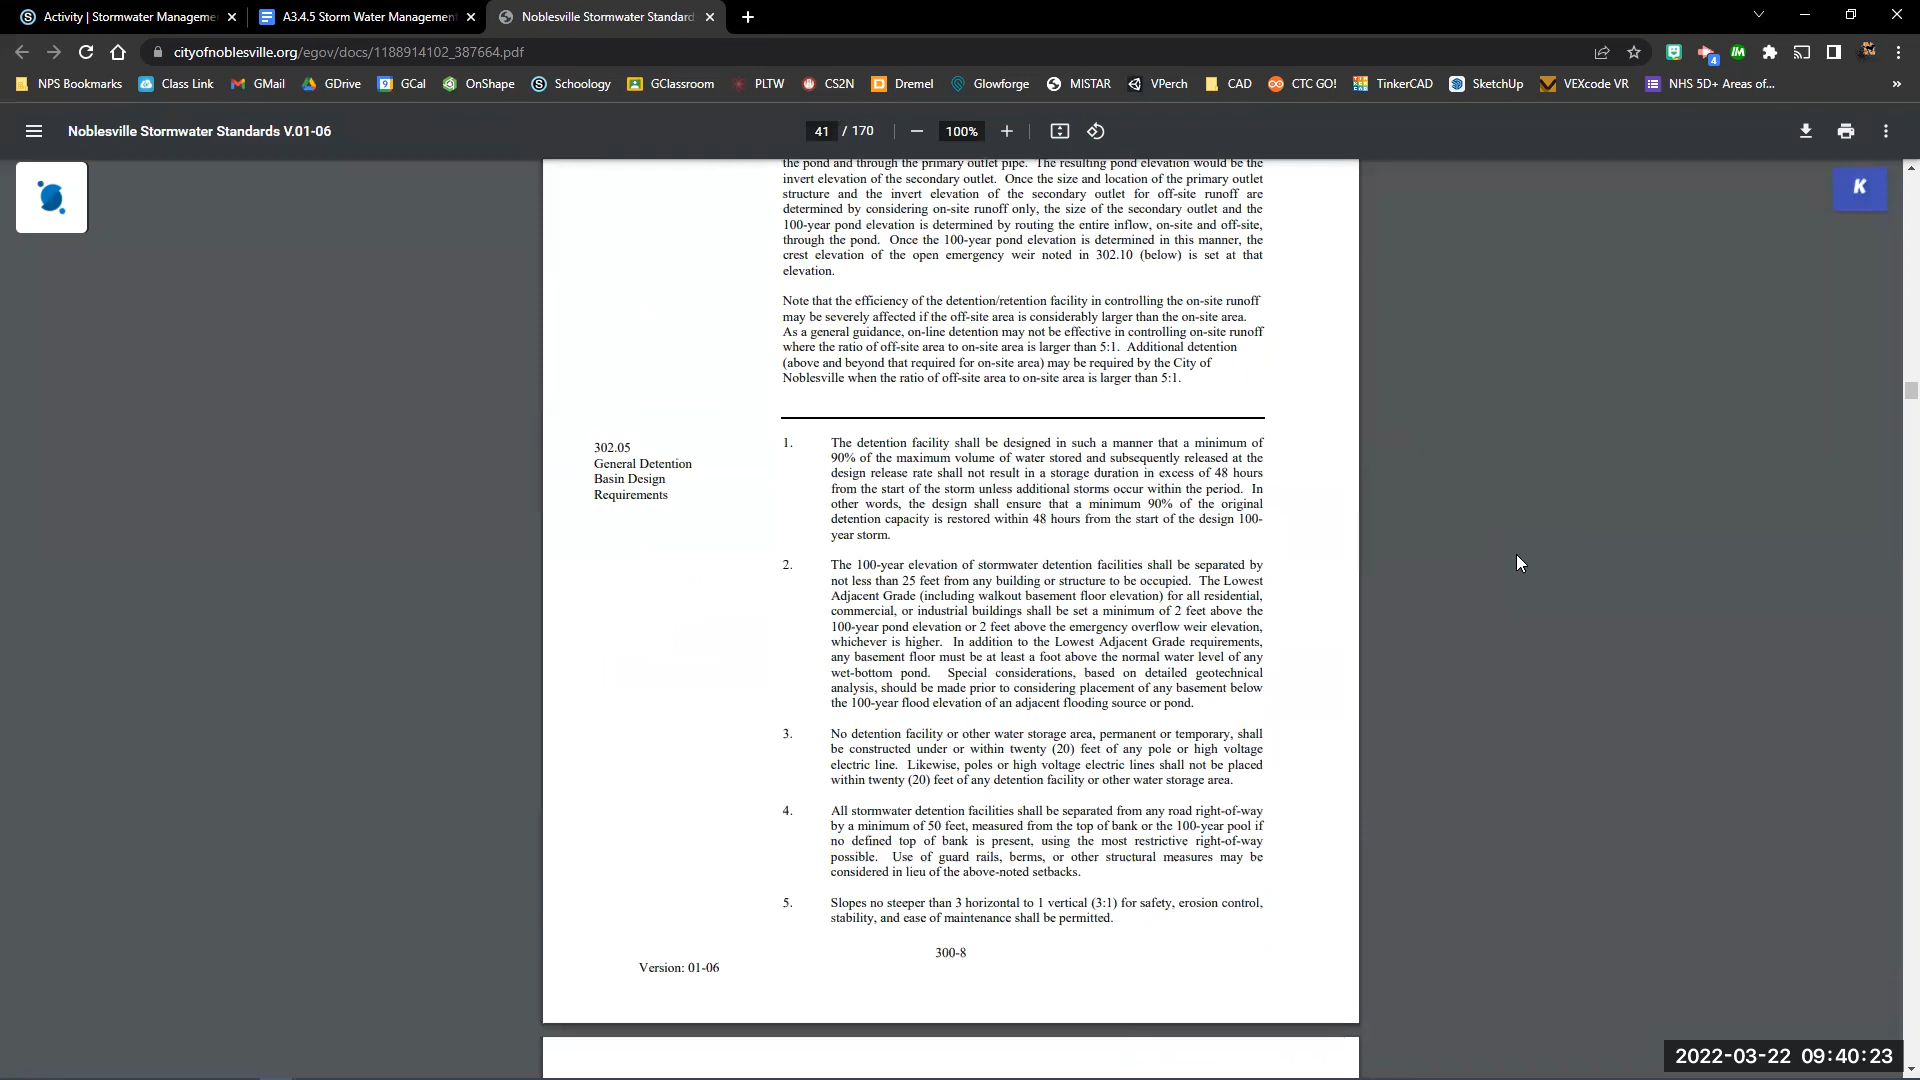 Activity | Stormwater Manageme
A3.4.5 Storm Water Management
Noblesville Stormwater Standard
cityofnoblesville.org/egov/docs/1188914102_387664.pdf
4
IM
NPS Bookmarks
Class Link
GMail
GDrive
9
GCal
OnShape
Schoology
GClassroom
PLTW
CS2N
Dremel
Glowforge
MISTAR
VPerch
CAD
CTC GO!
TinkerCAD
SketchUp
VEXcode VR
NHS 5D+ Areas of...
»
Noblesville Stormwater Standards V.01-06
41 / 170
100%
K
the pond and through the primary outlet pipe. The resulting pond elevation would be the
invert elevation of the secondary outlet. Once the size and location of the primary outlet
structure and the invert elevation of the secondary outlet for off-site runoff are
determined by considering on-site runoff only, the size of the secondary outlet and the
100-year pond elevation is determined by routing the entire inflow, on-site and off-site,
through the pond. Once the 100-year pond elevation is determined in this manner, the
crest elevation of the open emergency weir noted in 302.10 (below) is set at that
elevation.
Note that the efficiency of the detention/retention facility in controlling the on-site runoff
may be severely affected if the off-site area is considerably larger than the on-site area.
As a general guidance, on-line detention may not be effective in controlling on-site runoff
where the ratio of off-site area to on-site area is larger than 5:1. Additional detention
(above and beyond that required for on-site area) may be required by the City of
Noblesville when the ratio of off-site area to on-site area is larger than 5:1.
302.05
General Detention
Basin Design
Requirements
1. The detention facility shall be designed in such a manner that a minimum of
90% of the maximum volume of water stored and subsequently released at the
design release rate shall not result in a storage duration in excess of 48 hours
from the start of the storm unless additional storms occur within the period. In
other words, the design shall ensure that a minimum 90% of the original
detention capacity is restored within 48 hours from the start of the design 100-
year storm.
2. The 100-year elevation of stormwater detention facilities shall be separated by
not less than 25 feet from any building or structure to be occupied. The Lowest
Adjacent Grade (including walkout basement floor elevation) for all residential,
commercial, or industrial buildings shall be set a minimum of 2 feet above the
100-year pond elevation or 2 feet above the emergency overflow weir elevation,
whichever is higher. In addition to the Lowest Adjacent Grade requirements,
any basement floor must be at least a foot above the normal water level of any
wet-bottom pond. Special considerations, based on detailed geotechnical
analysis, should be made prior to considering placement of any basement below
the 100-year flood elevation of an adjacent flooding source or pond.
3. No detention facility or other water storage area, permanent or temporary, shall
be constructed under or within twenty (20) feet of any pole or high voltage
electric line. Likewise, poles or high voltage electric lines shall not be placed
within twenty (20) feet of any detention facility or other water storage area.
4. All stormwater detention facilities shall be separated from any road right-of-way
by a minimum of 50 feet, measured from the top of bank or the 100-year pool if
no defined top of bank is present, using the most restrictive right-of-way
possible. Use of guard rails, berms, or other structural measures may be
considered in lieu of the above-noted setbacks.
5. Slopes no steeper than 3 horizontal to 1 vertical (3:1) for safety, erosion control,
stability, and ease of maintenance shall be permitted.
300-8
Version: 01-06
2022-03-22 09:40:23